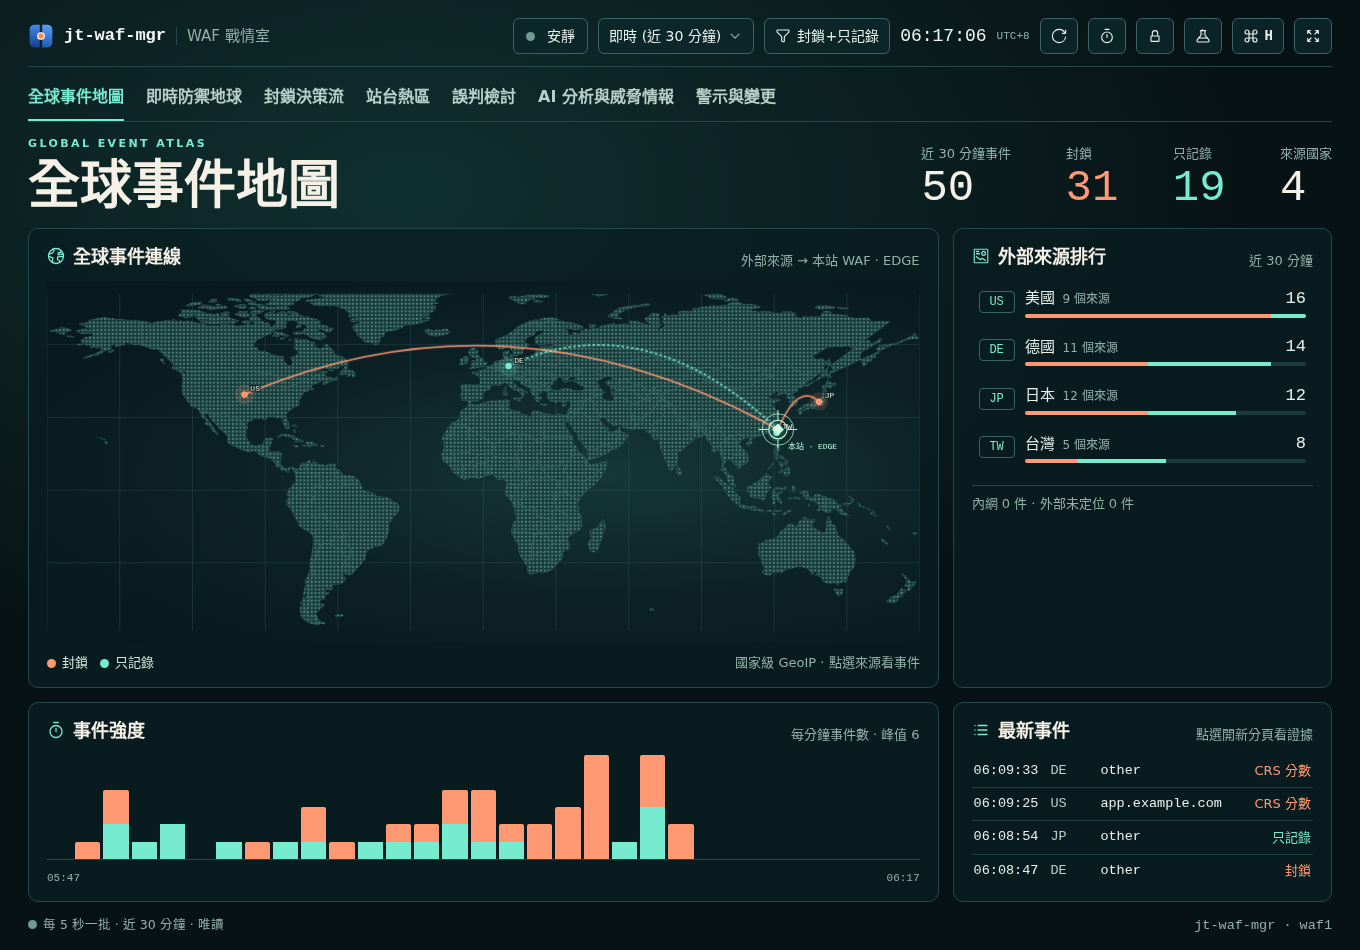 jt-waf-mgr WAF 戰情室 安靜 即時 (近 30 分鐘) 封鎖+只記錄 06:17:06 UTC+8 ⌘ H
全球事件地圖 即時防禦地球 封鎖決策流 站台熱區 誤判檢討 AI 分析與威脅情報 警示與變更
GLOBAL EVENT ATLAS
全球事件地圖
近 30 分鐘事件 封鎖 只記錄 來源國家
50 31 19 4
全球事件連線 外部來源 → 本站 WAF · EDGE
US
DE
JP
本站 · EDGE
封鎖 只記錄 國家級 GeoIP · 點選來源看事件
外部來源排行 近 30 分鐘
US 美國 9 個來源 16
DE 德國 11 個來源 14
JP 日本 12 個來源 12
TW 台灣 5 個來源 8
內網 0 件 · 外部未定位 0 件
事件強度 每分鐘事件數 · 峰值 6
05:47 06:17
最新事件 點選開新分頁看證據
06:09:33 DE other CRS 分數
06:09:25 US app.example.com CRS 分數
06:08:54 JP other 只記錄
06:08:47 DE other 封鎖
每 5 秒一批 · 近 30 分鐘 · 唯讀 jt-waf-mgr · waf1